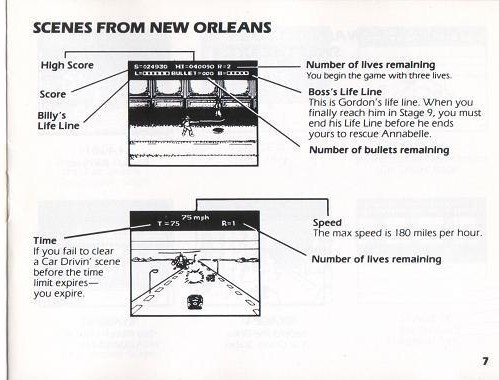 SCENES FROM NEW ORLEANS
High Score
Score
Billy's
Life Line
S=024930 HI=040090 R=2
BULLET=000
Number of lives remaining
You begin the game with three lives.
Boss's Life Line
This is Gordon's life line. When you
finally reach him in Stage 9, you must
end his Life Line before he ends
yours to rescue Annabelle.
Number of bullets remaining
75 mph
T=75 R=1
Time
If you fail to clear
a Car Drivin' scene
before the time
limit expires—
you expire.
Speed
The max speed is 180 miles per hour.
Number of lives remaining
7